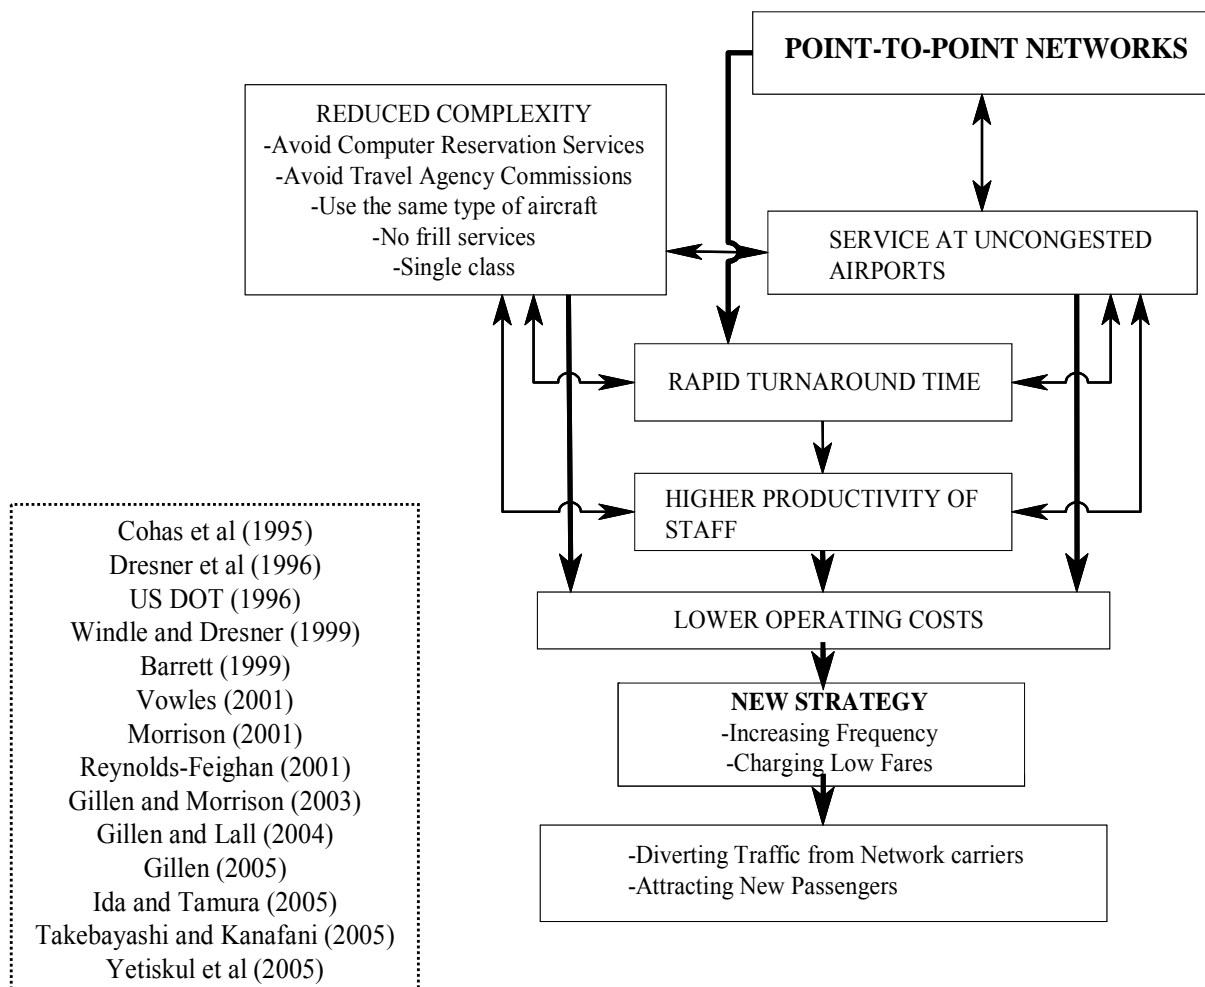 POINT-TO-POINT NETWORKS
REDUCED COMPLEXITY
-Avoid Computer Reservation Services
-Avoid Travel Agency Commissions
-Use the same type of aircraft
-No frill services
-Single class
SERVICE AT UNCONGESTED
AIRPORTS
RAPID TURNAROUND TIME
HIGHER PRODUCTIVITY OF
STAFF
LOWER OPERATING COSTS
NEW STRATEGY
-Increasing Frequency
-Charging Low Fares
-Diverting Traffic from Network carriers
-Attracting New Passengers
Cohas et al (1995)
Dresner et al (1996)
US DOT (1996)
Windle and Dresner (1999)
Barrett (1999)
Vowles (2001)
Morrison (2001)
Reynolds-Feighan (2001)
Gillen and Morrison (2003)
Gillen and Lall (2004)
Gillen (2005)
Ida and Tamura (2005)
Takebayashi and Kanafani (2005)
Yetiskul et al (2005)